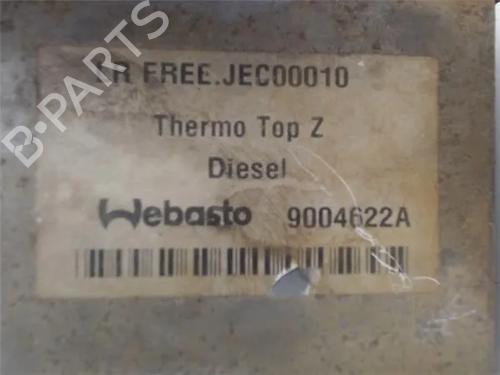 R FREE.JEC00010
Thermo Top Z
Diesel
Webasto 9004622A
B-PARTS